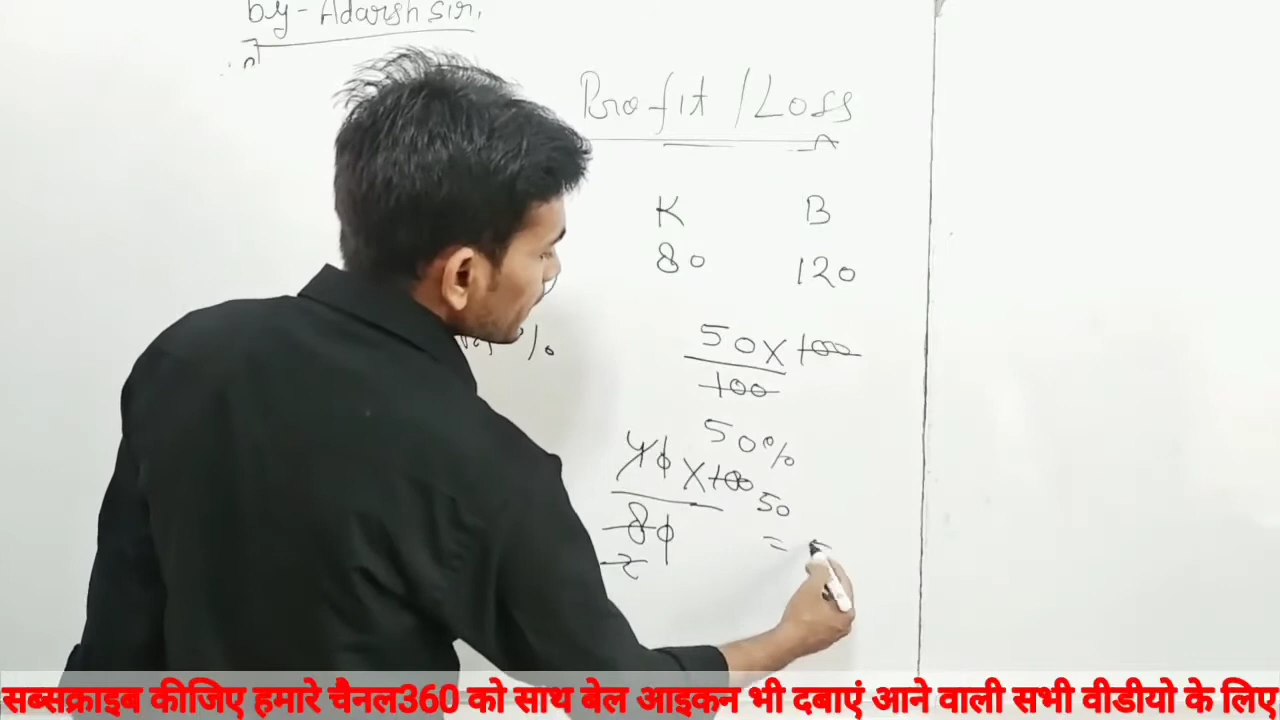 by- Adarsh sir.
Profit / Loss
K B
80 120
%
50 x 100
100
50%
40 x 100 50
80
2
=
सब्सक्राइब कीजिए हमारे चैनल360 को साथ बेल आइकन भी दबाएं आने वाली सभी वीडीयो के लिए